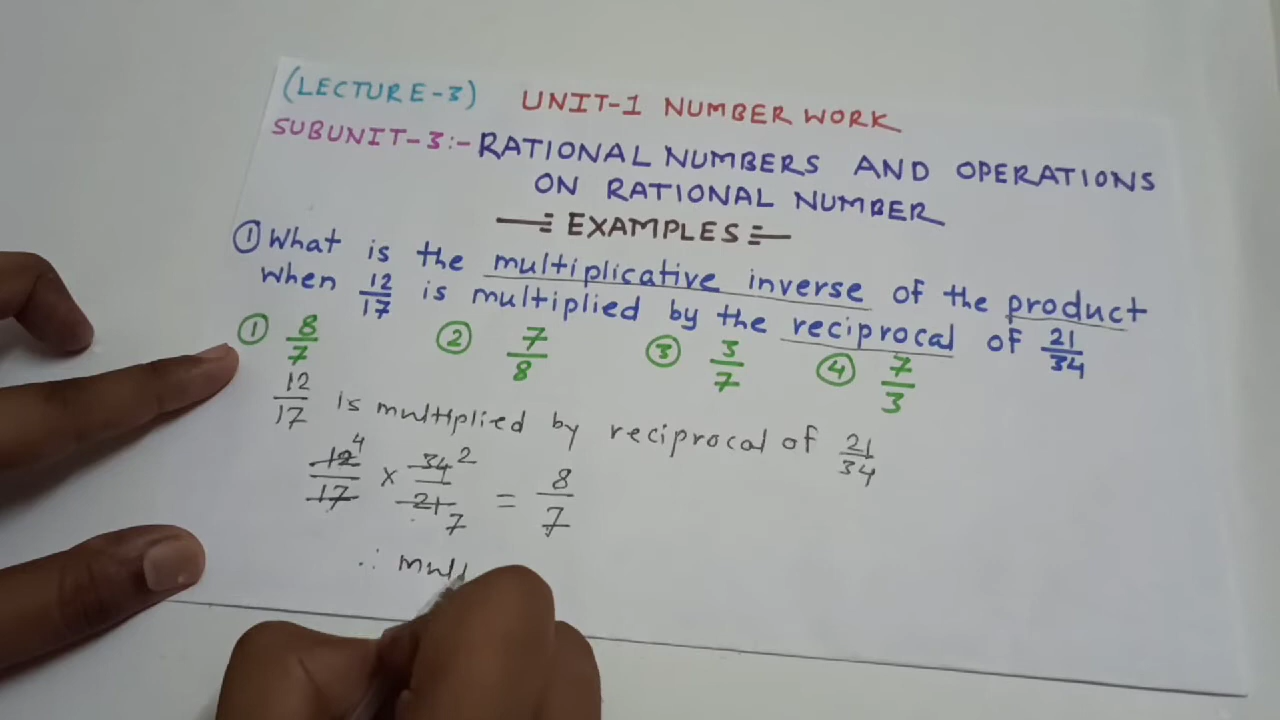 (LECTURE-3) UNIT-1 NUMBER WORK
SUBUNIT-3:- RATIONAL NUMBERS AND OPERATIONS
ON RATIONAL NUMBER
EXAMPLES
① What is the multiplicative inverse of the product
when 12/17 is multiplied by the reciprocal of 21/34
① 8/7 ② 7/8 ③ 3/7 ④ 7/3
12/17 is multiplied by reciprocal of 21/34
12 4/17 × 34 2/21 7 = 8/7
∴ mult